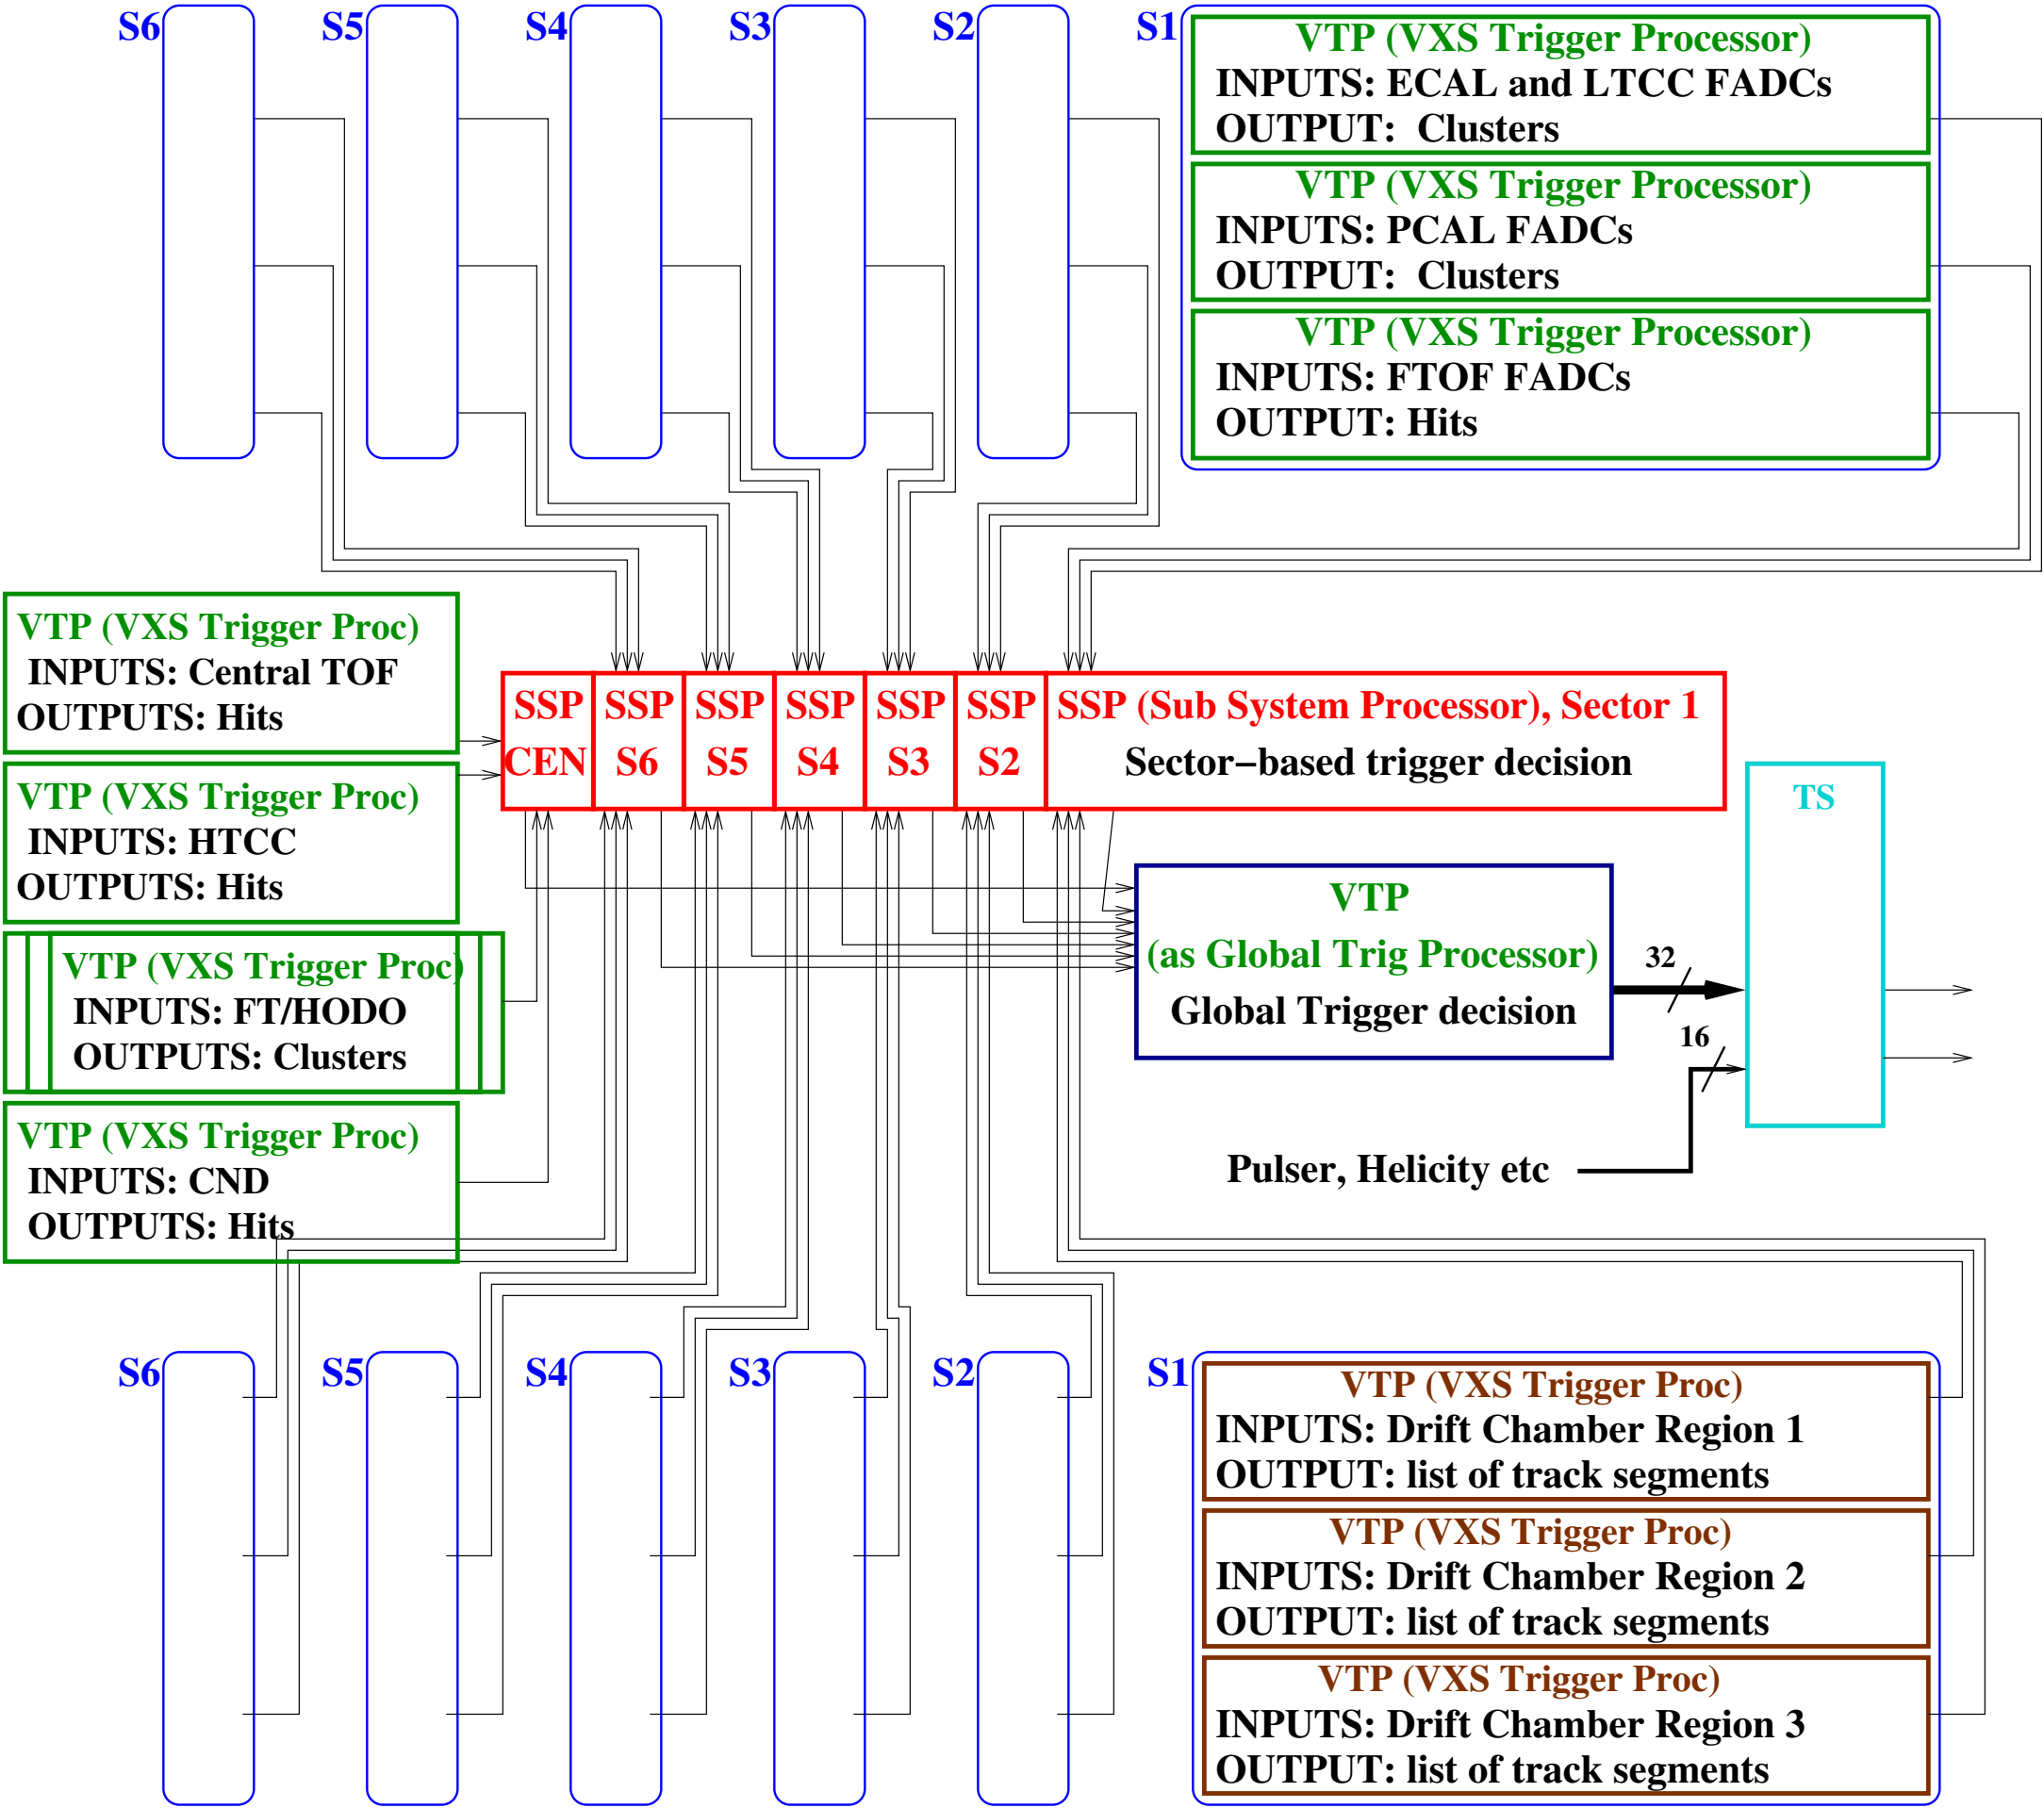 S6
S5
S4
S3
S2
S1
VTP (VXS Trigger Processor)
INPUTS: ECAL and LTCC FADCs
OUTPUT: Clusters
VTP (VXS Trigger Processor)
INPUTS: PCAL FADCs
OUTPUT: Clusters
VTP (VXS Trigger Processor)
INPUTS: FTOF FADCs
OUTPUT: Hits
VTP (VXS Trigger Proc)
INPUTS: Central TOF
OUTPUTS: Hits
VTP (VXS Trigger Proc)
INPUTS: HTCC
OUTPUTS: Hits
VTP (VXS Trigger Proc)
INPUTS: FT/HODO
OUTPUTS: Clusters
VTP (VXS Trigger Proc)
INPUTS: CND
OUTPUTS: Hits
SSP
CEN
SSP
S6
SSP
S5
SSP
S4
SSP
S3
SSP
S2
SSP (Sub System Processor), Sector 1
Sector−based trigger decision
VTP
(as Global Trig Processor)
Global Trigger decision
32
16
TS
Pulser, Helicity etc
S6
S5
S4
S3
S2
S1
VTP (VXS Trigger Proc)
INPUTS: Drift Chamber Region 1
OUTPUT: list of track segments
VTP (VXS Trigger Proc)
INPUTS: Drift Chamber Region 2
OUTPUT: list of track segments
VTP (VXS Trigger Proc)
INPUTS: Drift Chamber Region 3
OUTPUT: list of track segments